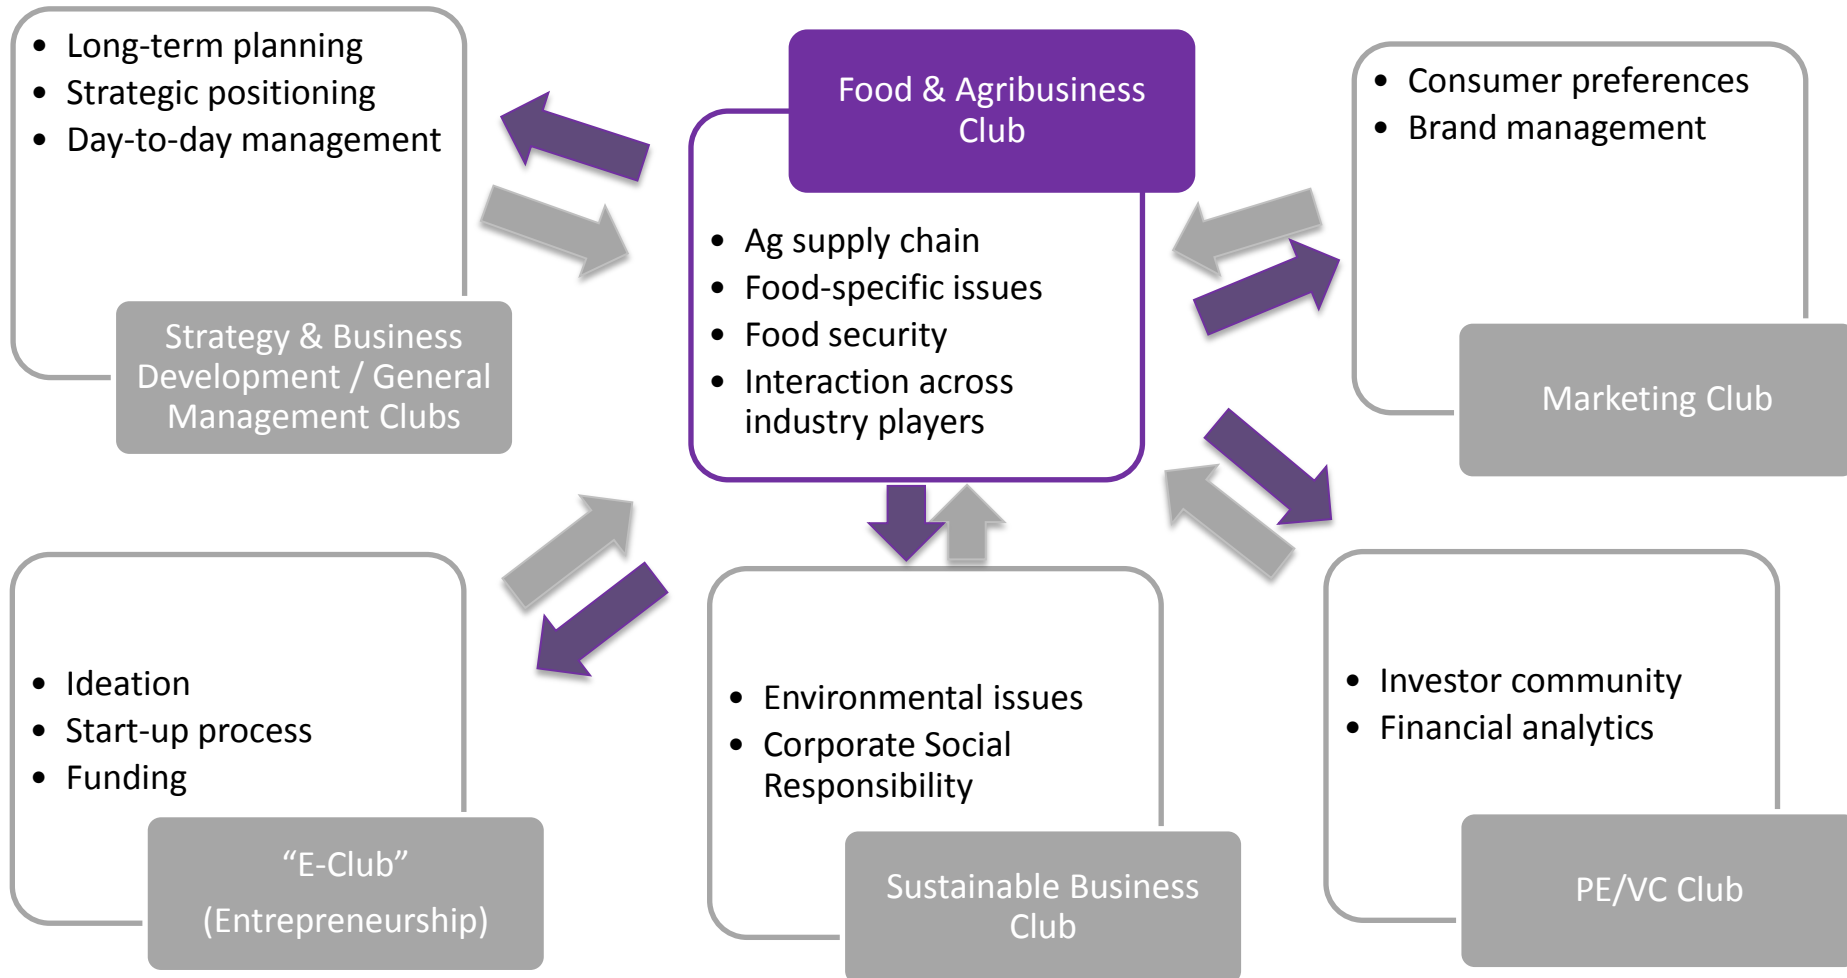 • Long-term planning
• Strategic positioning
• Day-to-day management
Strategy & Business
Development / General
Management Clubs
Food & Agribusiness
Club
• Ag supply chain
• Food-specific issues
• Food security
• Interaction across
industry players
• Consumer preferences
• Brand management
Marketing Club
• Ideation
• Start-up process
• Funding
“E-Club”
(Entrepreneurship)
• Environmental issues
• Corporate Social
Responsibility
Sustainable Business
Club
• Investor community
• Financial analytics
PE/VC Club